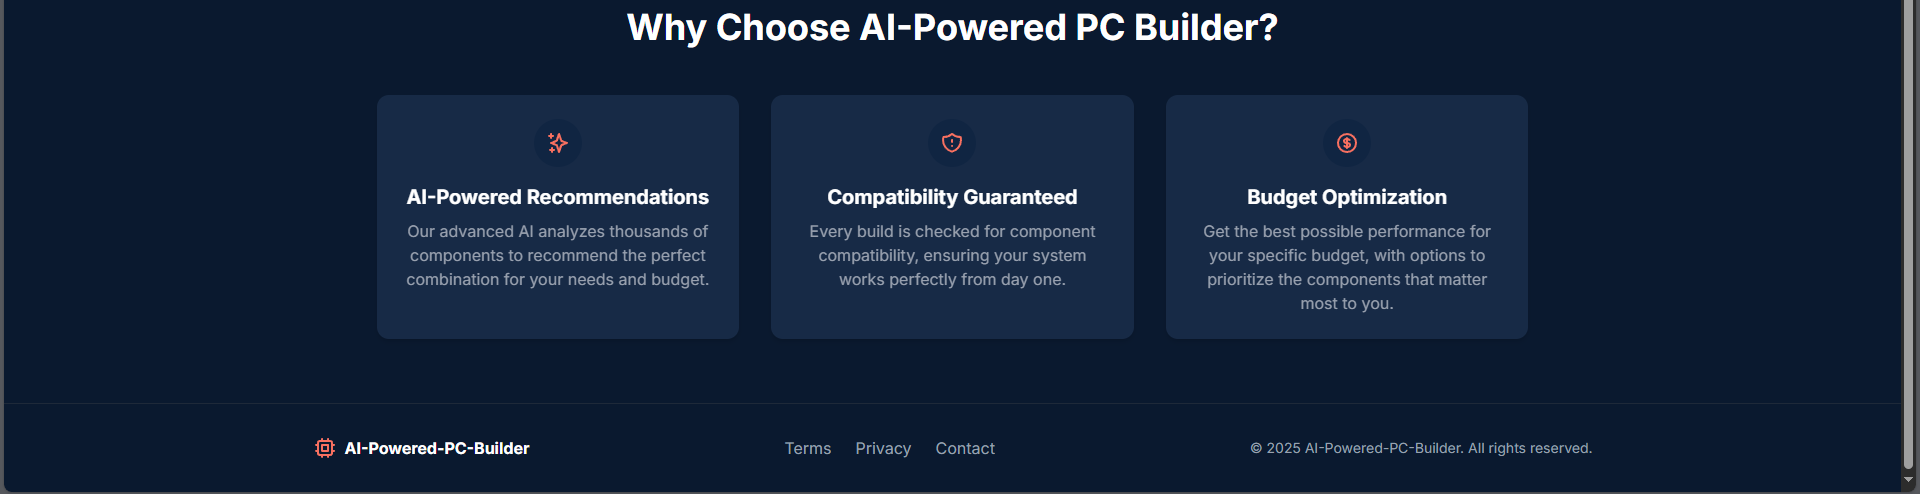 Why Choose AI-Powered PC Builder?
AI-Powered Recommendations
Our advanced AI analyzes thousands of
components to recommend the perfect
combination for your needs and budget.
Compatibility Guaranteed
Every build is checked for component
compatibility, ensuring your system
works perfectly from day one.
Budget Optimization
Get the best possible performance for
your specific budget, with options to
prioritize the components that matter
most to you.
AI-Powered-PC-Builder
Terms Privacy Contact
© 2025 AI-Powered-PC-Builder. All rights reserved.